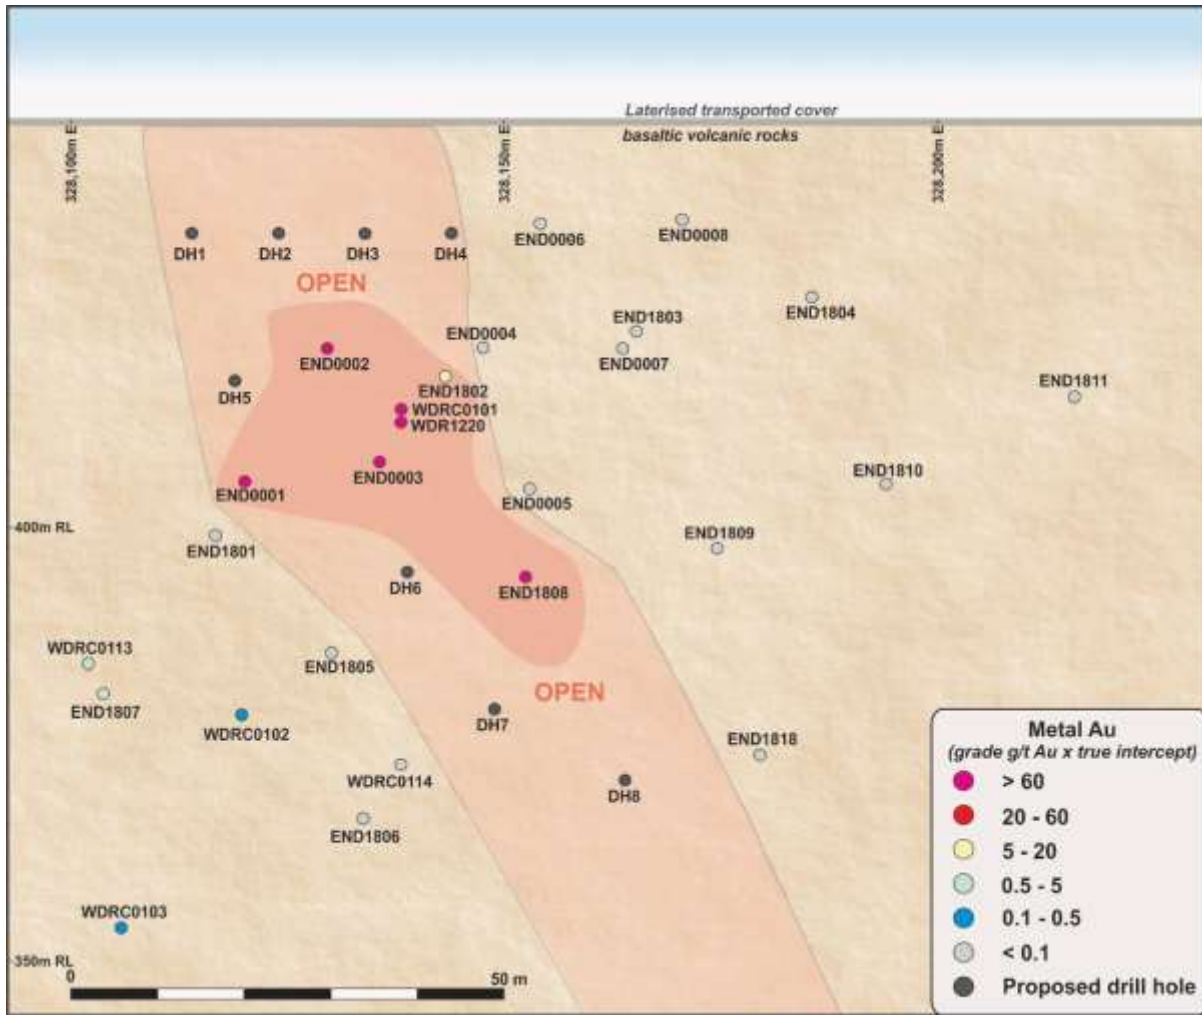 Laterised transported cover
basaltic volcanic rocks
328,100m E
328,150m E
328,200m E
DH1
DH2
DH3
DH4
END0006
END0008
OPEN
END1804
END1803
END0004
END0007
END0002
END1811
DH5
END1802
WDRC0101
WDR1220
END0003
END1810
END0001
END0005
400m RL
END1801
END1809
DH6
END1808
WDRC0113
END1805
OPEN
END1807
DH7
WDRC0102
END1818
WDRC0114
DH8
END1806
WDRC0103
350m RL
0
50 m
Metal Au
(grade g/t Au x true intercept)
> 60
20 - 60
5 - 20
0.5 - 5
0.1 - 0.5
< 0.1
Proposed drill hole